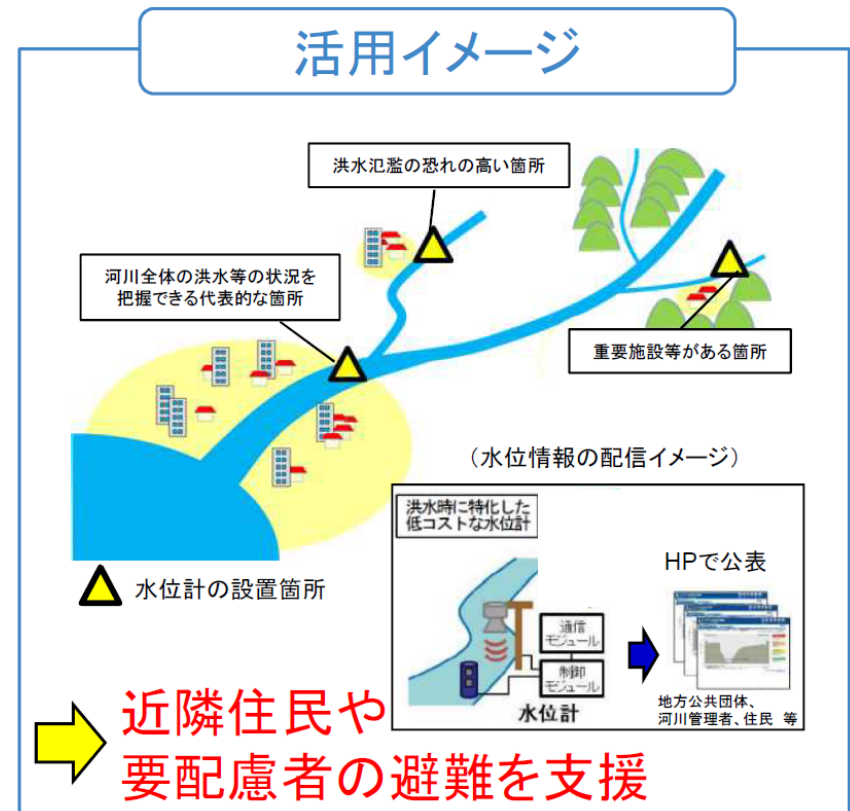 活用イメージ
洪水氾濫の恐れの高い箇所
河川全体の洪水等の状況を
把握できる代表的な箇所
重要施設等がある箇所
(水位情報の配信イメージ)
洪水時に特化した
低コストな水位計
HPで公表
水位計の設置箇所
通信
モジュール
制御
モジュール
水位計
地方公共団体、
河川管理者、住民 等
近隣住民や
要配慮者の避難を支援